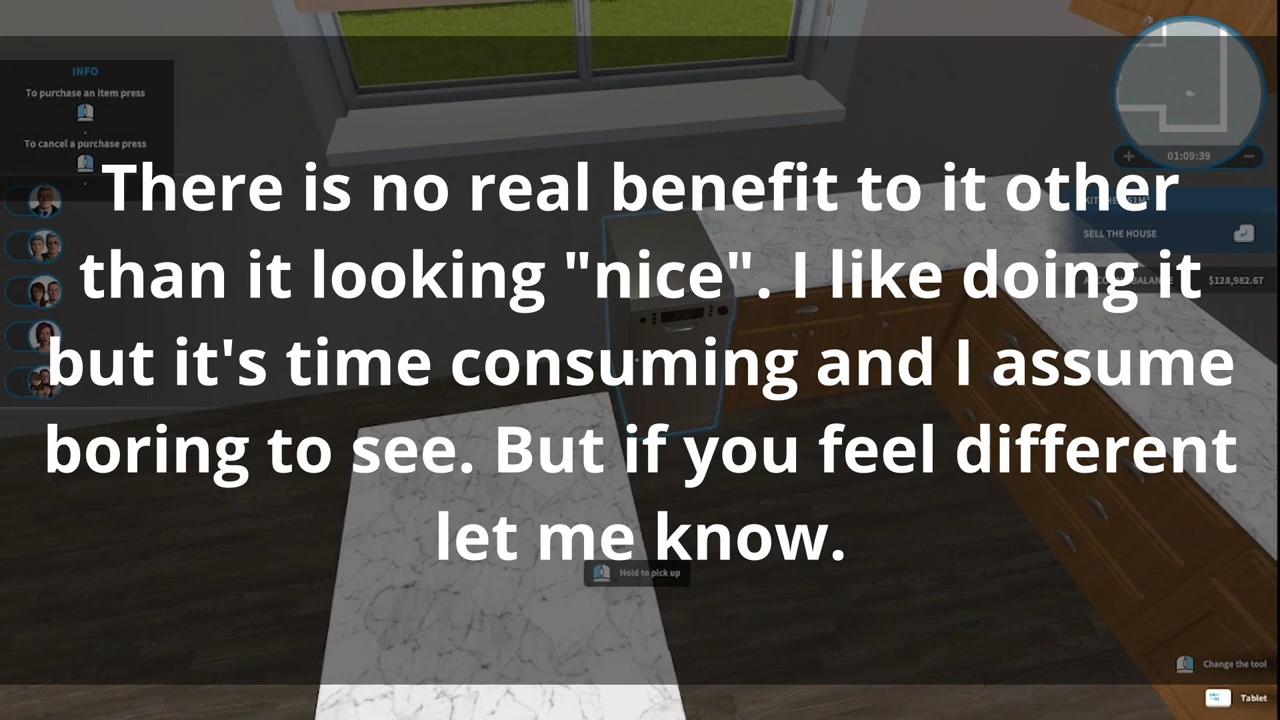 INFO
To purchase an item press
To cancel a purchase press
There is no real benefit to it other
than it looking "nice". I like doing it
but it's time consuming and I assume
boring to see. But if you feel different
let me know.
+ 01:09:39 −
SELL THE HOUSE
$128,982.67
Hold to pick up
Change the tool
Tablet